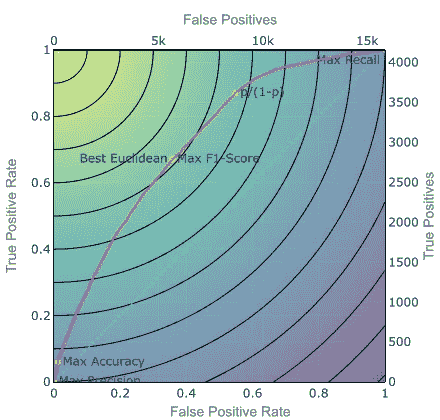 False Positives
0 5k 10k 15k
1 4000
Max Recall
p/(1-p)
0.8 3500
3000
Best Euclidean Max F1-Score
0.6 2500
True Positive Rate
True Positives
2000
0.4
1500
0.2 1000
500
Max Accuracy
Max Precision
0 0
0 0.2 0.4 0.6 0.8 1
False Positive Rate